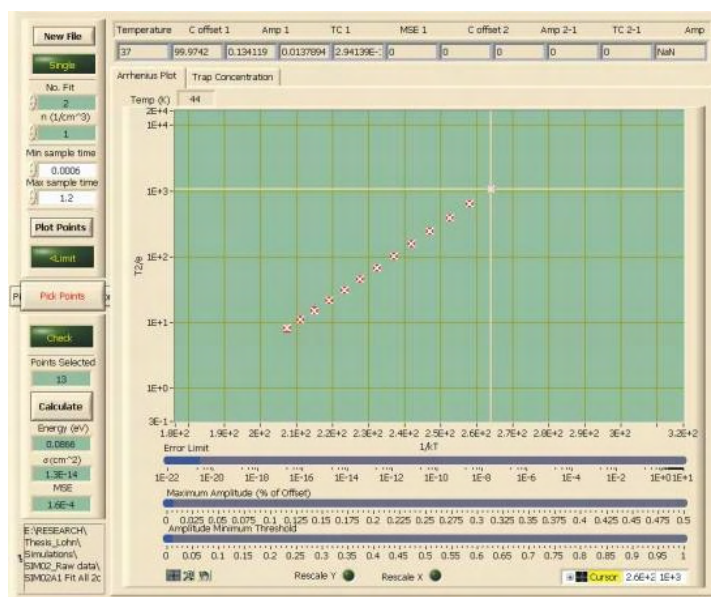 Temperature C offset 1 Amp 1 TC 1 MSE 1 C offset 2 Amp 2-1 TC 2-1 Amp
37 99.9742 0.134119 0.0137894 2.94139E- 0 0 0 0 NaN
New File
Single
No. Fit
2
n (1/cm^3)
1
Min sample time
0.0006
Max sample time
1.2
Plot Points
<Limit
Pick Points
Check
Points Selected
13
Calculate
Energy (eV)
0.0866
σ(cm^2)
1.3E-14
MSE
1.6E-4
E:\RESEARCH\
Thesis_Lohn\
Simulations\
SIM02_Raw data\
SIM02A1 Fit All 2c
Arrhenius Plot Trap Concentration
Temp (K) 44
2E+4
1E+4
1E+3
1E+2
1E+1
1E+0
3E-1
T2/e
1.8E+2 1.9E+2 2E+2 2.1E+2 2.2E+2 2.3E+2 2.4E+2 2.5E+2 2.6E+2 2.7E+2 2.8E+2 2.9E+2 3E+2 3.2E+2
1/kT
Error Limit
1E-22 1E-20 1E-18 1E-16 1E-14 1E-12 1E-10 1E-8 1E-6 1E-4 1E-2 1E+0 1E+1
Maximum Amplitude (% of Offset)
0 0.025 0.05 0.075 0.1 0.125 0.15 0.175 0.2 0.225 0.25 0.275 0.3 0.325 0.35 0.375 0.4 0.425 0.45 0.475 0.5
Amplitude Minimum Threshold
0 0.05 0.1 0.15 0.2 0.25 0.3 0.35 0.4 0.45 0.5 0.55 0.6 0.65 0.7 0.75 0.8 0.85 0.9 0.95 1
Rescale Y Rescale X Cursor 2.6E+2 1E+3